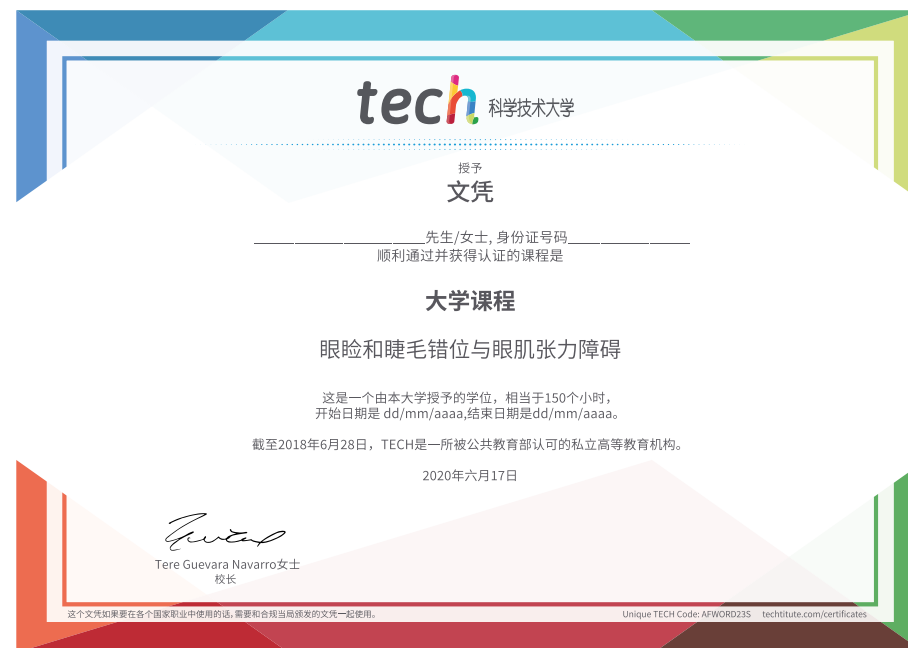 tech 科学技术大学
授予
文凭
______________________先生/女士, 身份证号码________________
顺利通过并获得认证的课程是
大学课程
眼睑和睫毛错位与眼肌张力障碍
这是一个由本大学授予的学位，相当于150个小时，
开始日期是 dd/mm/aaaa,结束日期是dd/mm/aaaa。
截至2018年6月28日，TECH是一所被公共教育部认可的私立高等教育机构。
2020年六月17日
Tere Guevara Navarro女士
校长
这个文凭如果要在各个国家职业中使用的话,需要和合规当局颁发的文凭一起使用。
Unique TECH Code: AFWORD23S techtitute.com/certificates